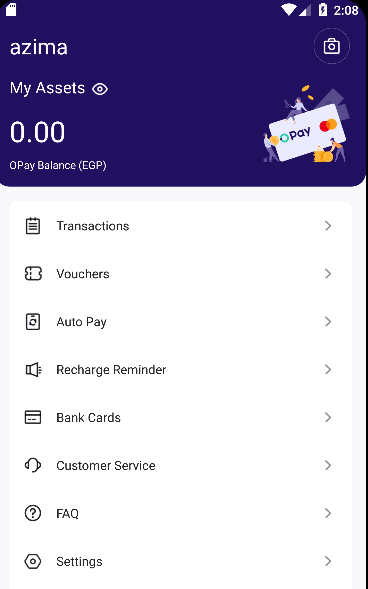 2:08
azima
My Assets
0.00
OPay Balance (EGP)
OPay
Transactions
Vouchers
Auto Pay
Recharge Reminder
Bank Cards
Customer Service
FAQ
Settings